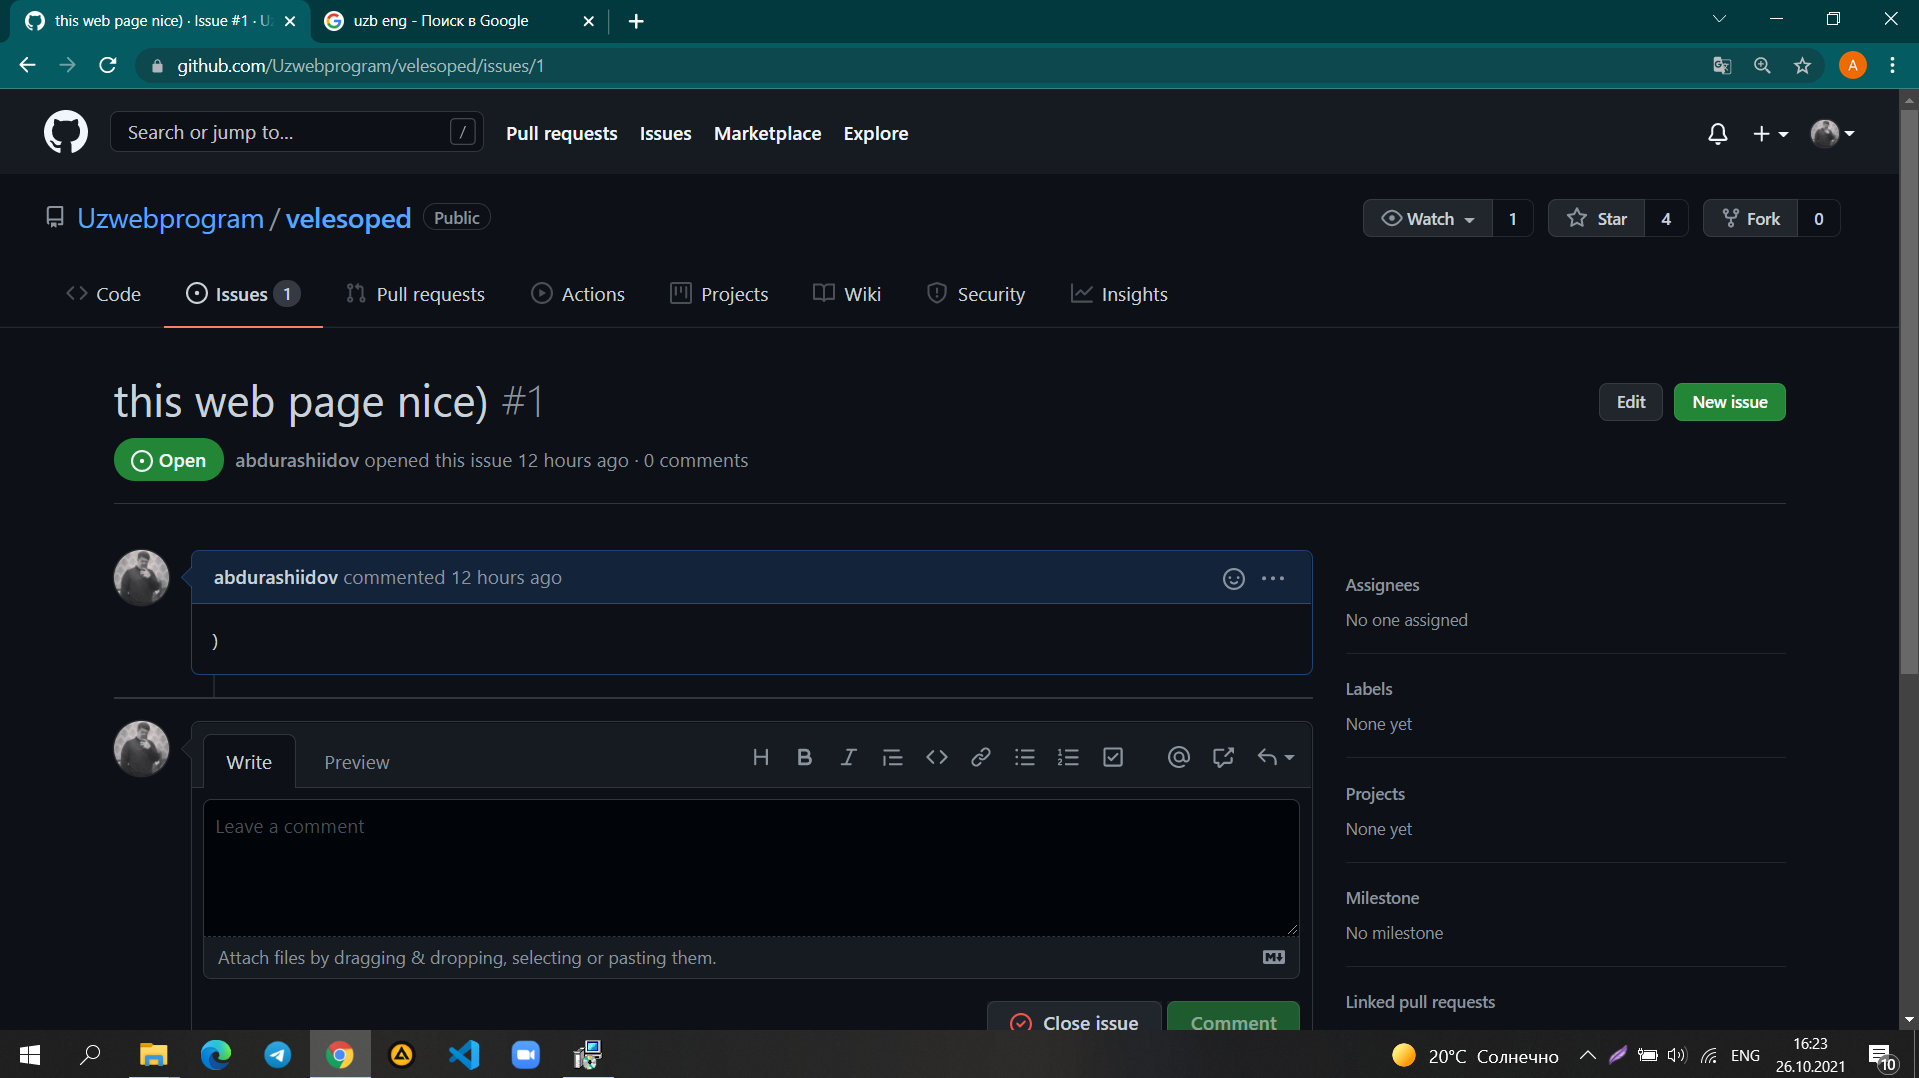 this web page nice) · Issue #1 · Uz
uzb eng - Поиск в Google
github.com/Uzwebprogram/velesoped/issues/1
A
Search or jump to...
/
Pull requests
Issues
Marketplace
Explore
Uzwebprogram / velesoped
Public
Watch 1
Star 4
Fork 0
Code
Issues 1
Pull requests
Actions
Projects
Wiki
Security
Insights
this web page nice) #1
Edit
New issue
Open
abdurashiidov opened this issue 12 hours ago · 0 comments
abdurashiidov commented 12 hours ago
)
Assignees
No one assigned
Labels
None yet
Projects
None yet
Milestone
No milestone
Linked pull requests
Write
Preview
Leave a comment
Attach files by dragging & dropping, selecting or pasting them.
Close issue
Comment
20°C Солнечно
ENG
16:23
26.10.2021
10